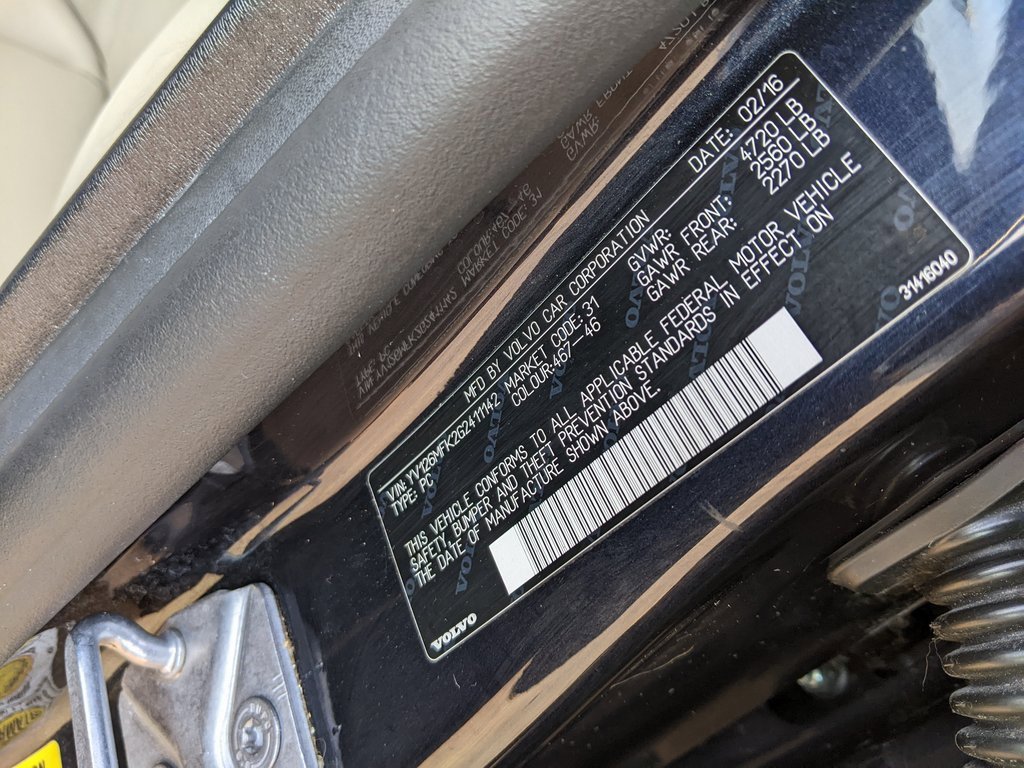 MFD BY VOLVO CAR CORPORATION DATE: 02/16
VIN: YV126MFK2G2411142 MARKET CODE: 31 GVWR: 4720 LB
TYPE: PC COLOUR: 467-46 GAWR FRONT: 2560 LB
GAWR REAR: 2270 LB
THIS VEHICLE CONFORMS TO ALL APPLICABLE FEDERAL MOTOR VEHICLE
SAFETY, BUMPER AND THEFT PREVENTION STANDARDS IN EFFECT ON
THE DATE OF MANUFACTURE SHOWN ABOVE.
VOLVO
31416040